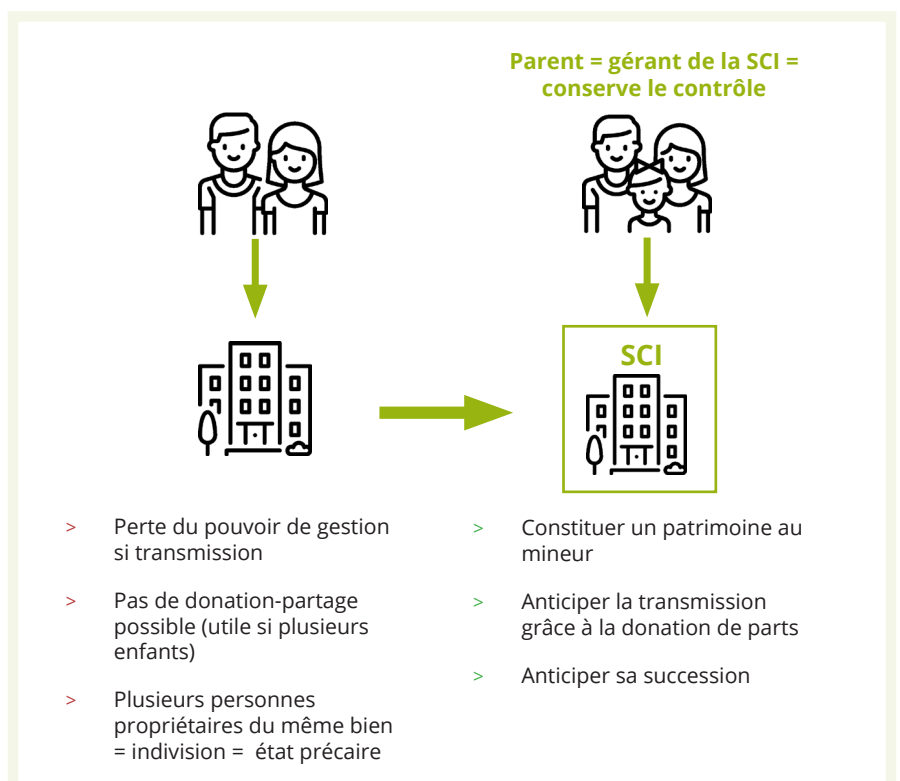 Parent = gérant de la SCI =
conserve le contrôle
SCI
> Perte du pouvoir de gestion
si transmission
> Pas de donation-partage
possible (utile si plusieurs
enfants)
> Plusieurs personnes
propriétaires du même bien
= indivision = état précaire
> Constituer un patrimoine au
mineur
> Anticiper la transmission
grâce à la donation de parts
> Anticiper sa succession